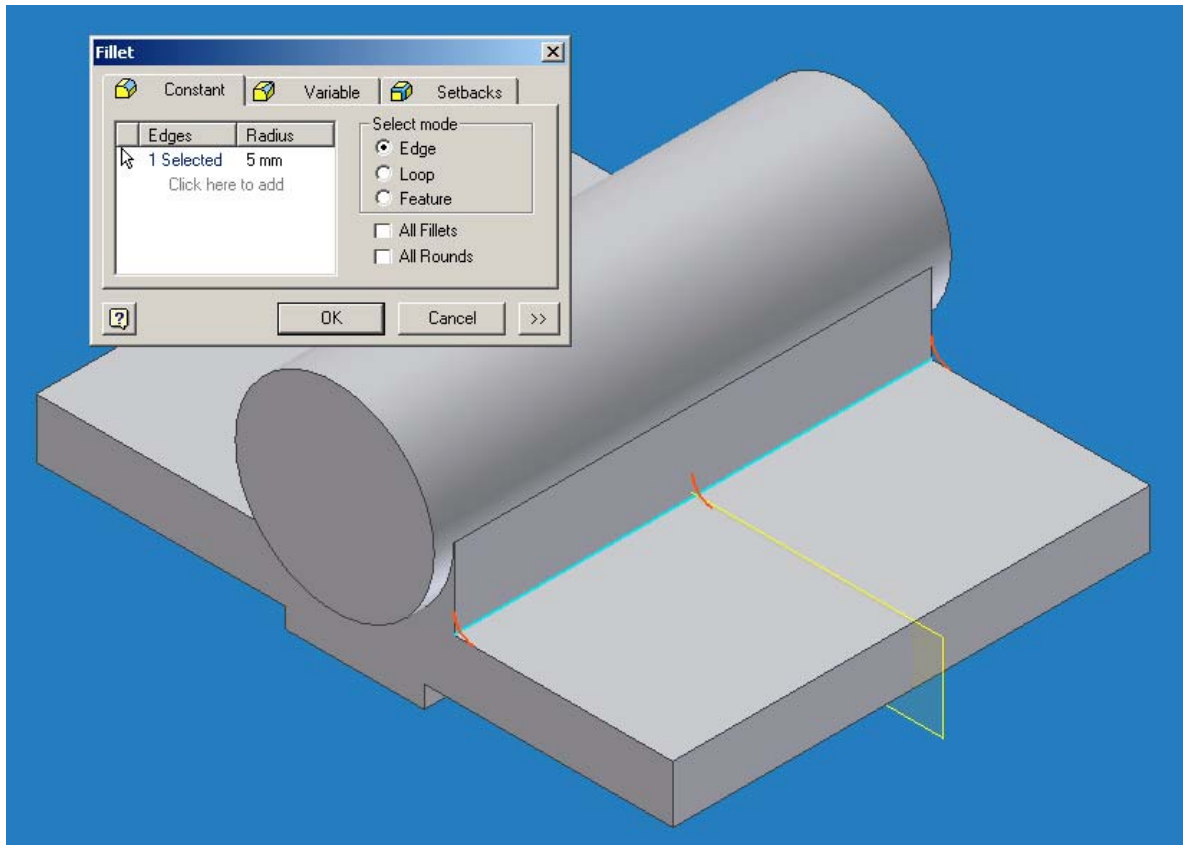 Fillet
Constant Variable Setbacks
Edges Radius
1 Selected 5 mm
Click here to add
Select mode
Edge
Loop
Feature
All Fillets
All Rounds
? OK Cancel >>